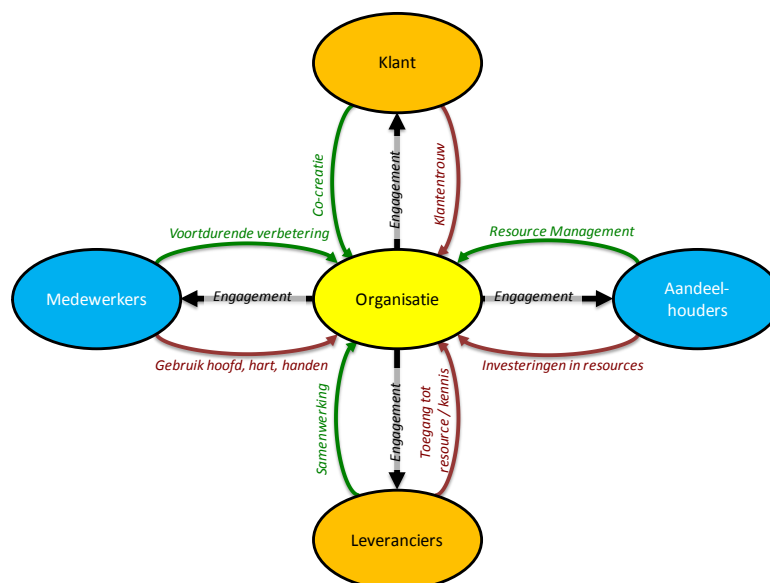 Klant
Co-creatie
Engagement
Klantentrouw
Voortdurende verbetering
Resource Management
Medewerkers
Engagement
Organisatie
Engagement
Aandeel-
houders
Gebruik hoofd, hart, handen
Investeringen in resources
Samenwerking
Engagement
Toegang tot
resource / kennis
Leveranciers